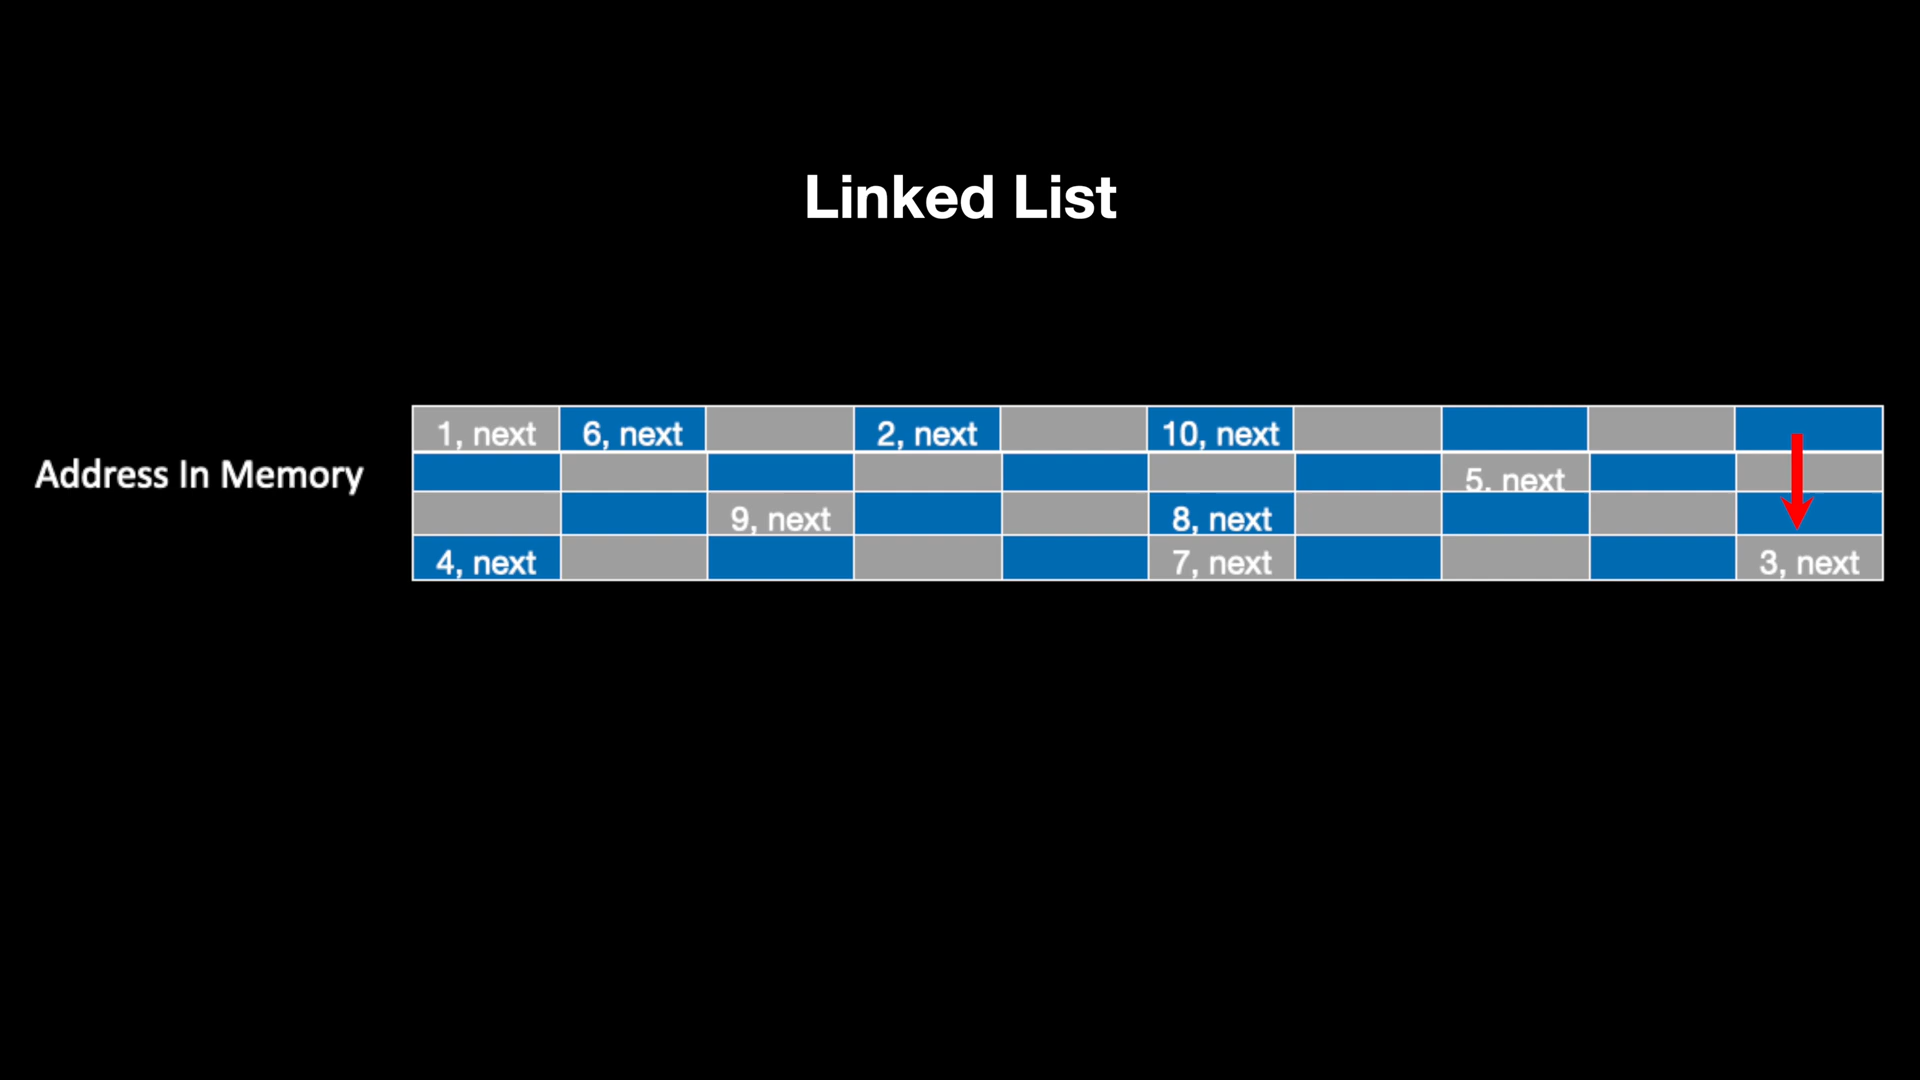 Linked List
1, next 6, next 2, next 10, next
Address In Memory
5, next
9, next 8, next
4, next 7, next 3, next